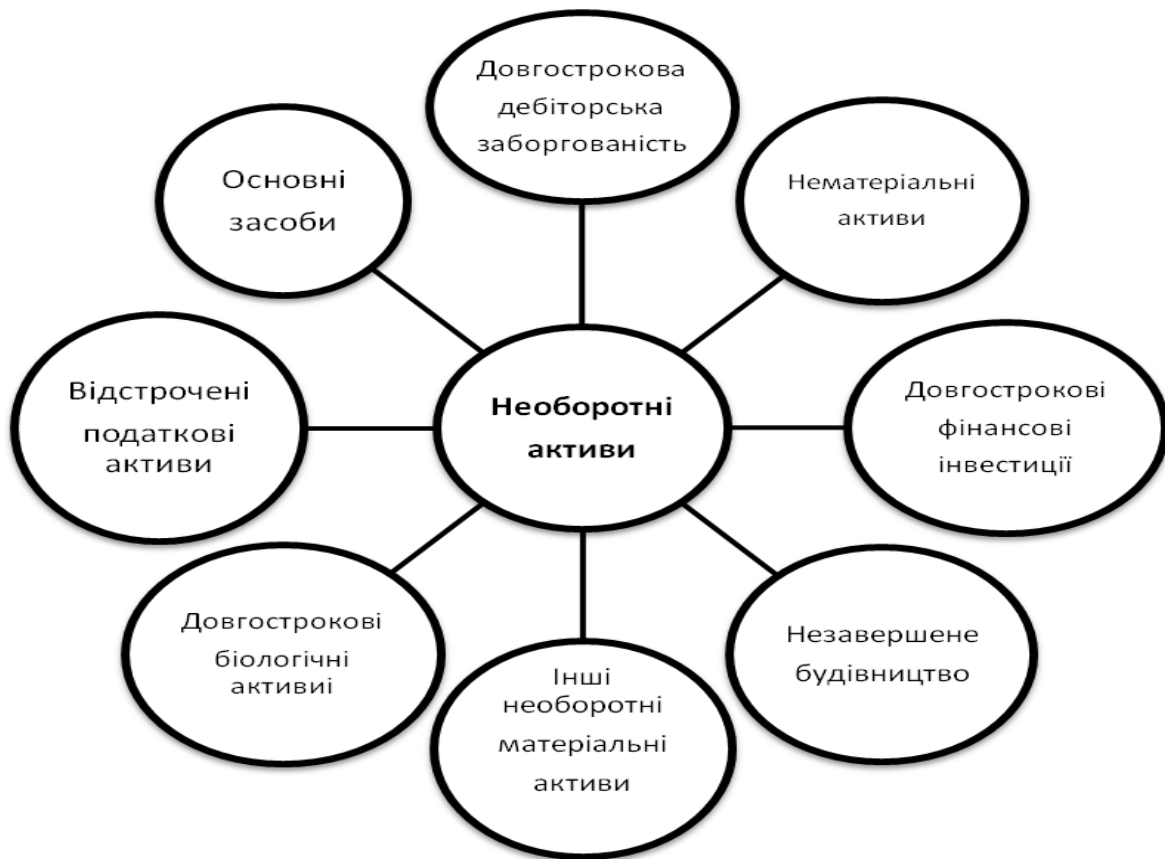 Довгострокова
дебіторська
заборгованість
Основні
засоби
Нематеріальні
активи
Відстрочені
податкові
активи
Необоротні
активи
Довгострокові
фінансові
інвестиції
Довгострокові
біологічні
активиі
Незавершене
будівництво
Інші
необоротні
матеріальні
активи